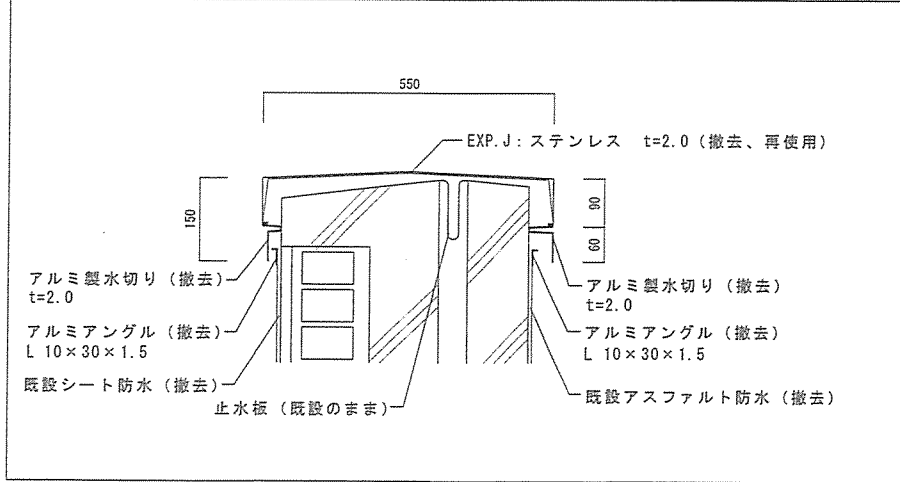 550
EXP.J：ステンレス　t=2.0（撤去、再使用）
150
90
60
アルミ製水切り（撤去）
t=2.0
アルミアングル（撤去）
L 10×30×1.5
既設シート防水（撤去）
止水板（既設のまま）
アルミ製水切り（撤去）
t=2.0
アルミアングル（撤去）
L 10×30×1.5
既設アスファルト防水（撤去）